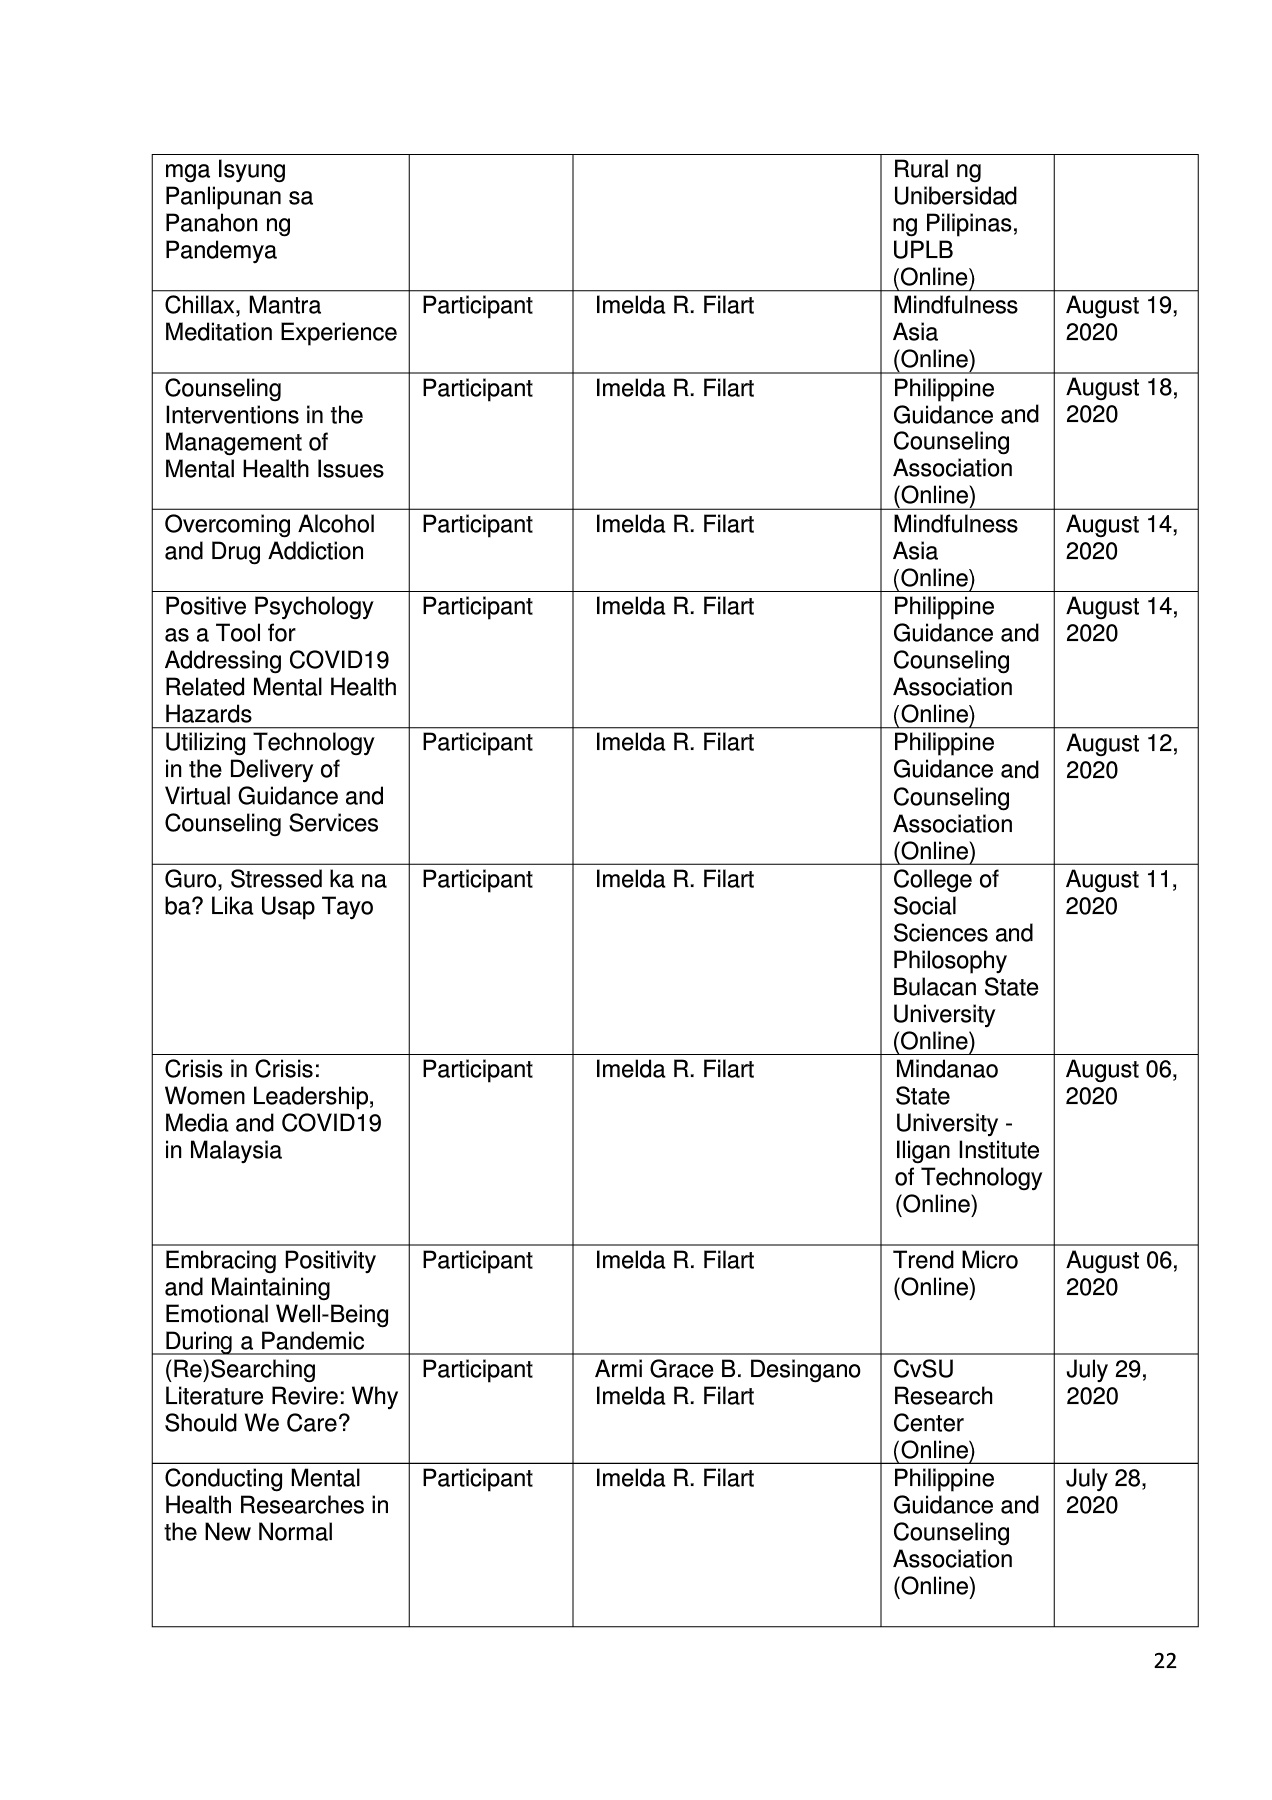 mga Isyung
Panlipunan sa
Panahon ng
Pandemya
Rural ng
Unibersidad
ng Pilipinas,
UPLB
(Online)
Chillax, Mantra
Meditation Experience
Participant
Imelda R. Filart
Mindfulness
Asia
(Online)
August 19,
2020
Counseling
Interventions in the
Management of
Mental Health Issues
Participant
Imelda R. Filart
Philippine
Guidance and
Counseling
Association
(Online)
August 18,
2020
Overcoming Alcohol
and Drug Addiction
Participant
Imelda R. Filart
Mindfulness
Asia
(Online)
August 14,
2020
Positive Psychology
as a Tool for
Addressing COVID19
Related Mental Health
Hazards
Participant
Imelda R. Filart
Philippine
Guidance and
Counseling
Association
(Online)
August 14,
2020
Utilizing Technology
in the Delivery of
Virtual Guidance and
Counseling Services
Participant
Imelda R. Filart
Philippine
Guidance and
Counseling
Association
(Online)
August 12,
2020
Guro, Stressed ka na
ba? Lika Usap Tayo
Participant
Imelda R. Filart
College of
Social
Sciences and
Philosophy
Bulacan State
University
(Online)
August 11,
2020
Crisis in Crisis:
Women Leadership,
Media and COVID19
in Malaysia
Participant
Imelda R. Filart
Mindanao
State
University -
Iligan Institute
of Technology
(Online)
August 06,
2020
Embracing Positivity
and Maintaining
Emotional Well-Being
During a Pandemic
Participant
Imelda R. Filart
Trend Micro
(Online)
August 06,
2020
(Re)Searching
Literature Revire: Why
Should We Care?
Participant
Armi Grace B. Desingano
Imelda R. Filart
CvSU
Research
Center
(Online)
July 29,
2020
Conducting Mental
Health Researches in
the New Normal
Participant
Imelda R. Filart
Philippine
Guidance and
Counseling
Association
(Online)
July 28,
2020
22